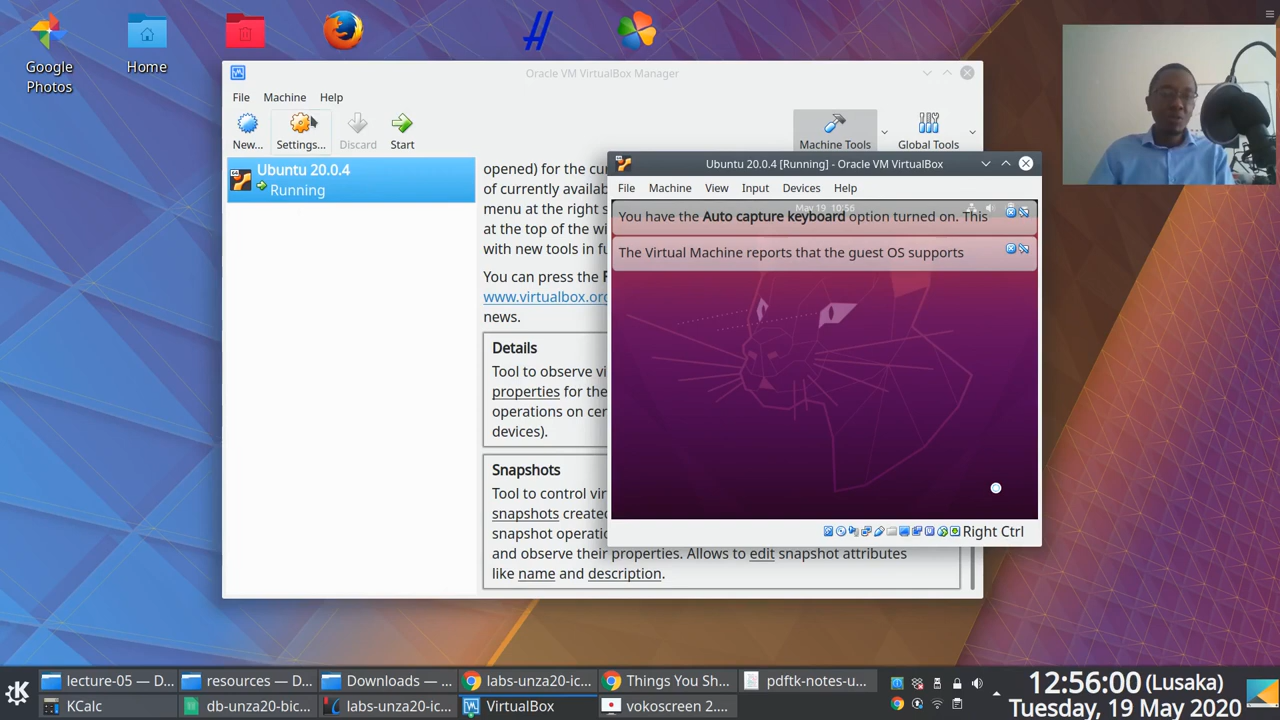 Google
Photos
Home
Oracle VM VirtualBox Manager
File Machine Help
New... Settings... Discard Start Machine Tools Global Tools
Ubuntu 20.0.4
Running
opened) for the cu
of currently availab
menu at the right s
at the top of the wi
with new tools in fu
You can press the F
www.virtualbox.or
news.
Details
Tool to observe vi
properties for the
operations on cer
devices).
Snapshots
Tool to control vir
snapshots create
snapshot operati
and observe their properties. Allows to edit snapshot attributes
like name and description.
Ubuntu 20.0.4 [Running] - Oracle VM VirtualBox
File Machine View Input Devices Help
May 19 10:56
You have the Auto capture keyboard option turned on. This
The Virtual Machine reports that the guest OS supports
Right Ctrl
lecture-05 — D... resources — D... Downloads — ... labs-unza20-ic... Things You Sh... pdftk-notes-u...
KCalc db-unza20-bic... labs-unza20-ic... VirtualBox vokoscreen 2....
12:56:00 (Lusaka)
Tuesday, 19 May 2020